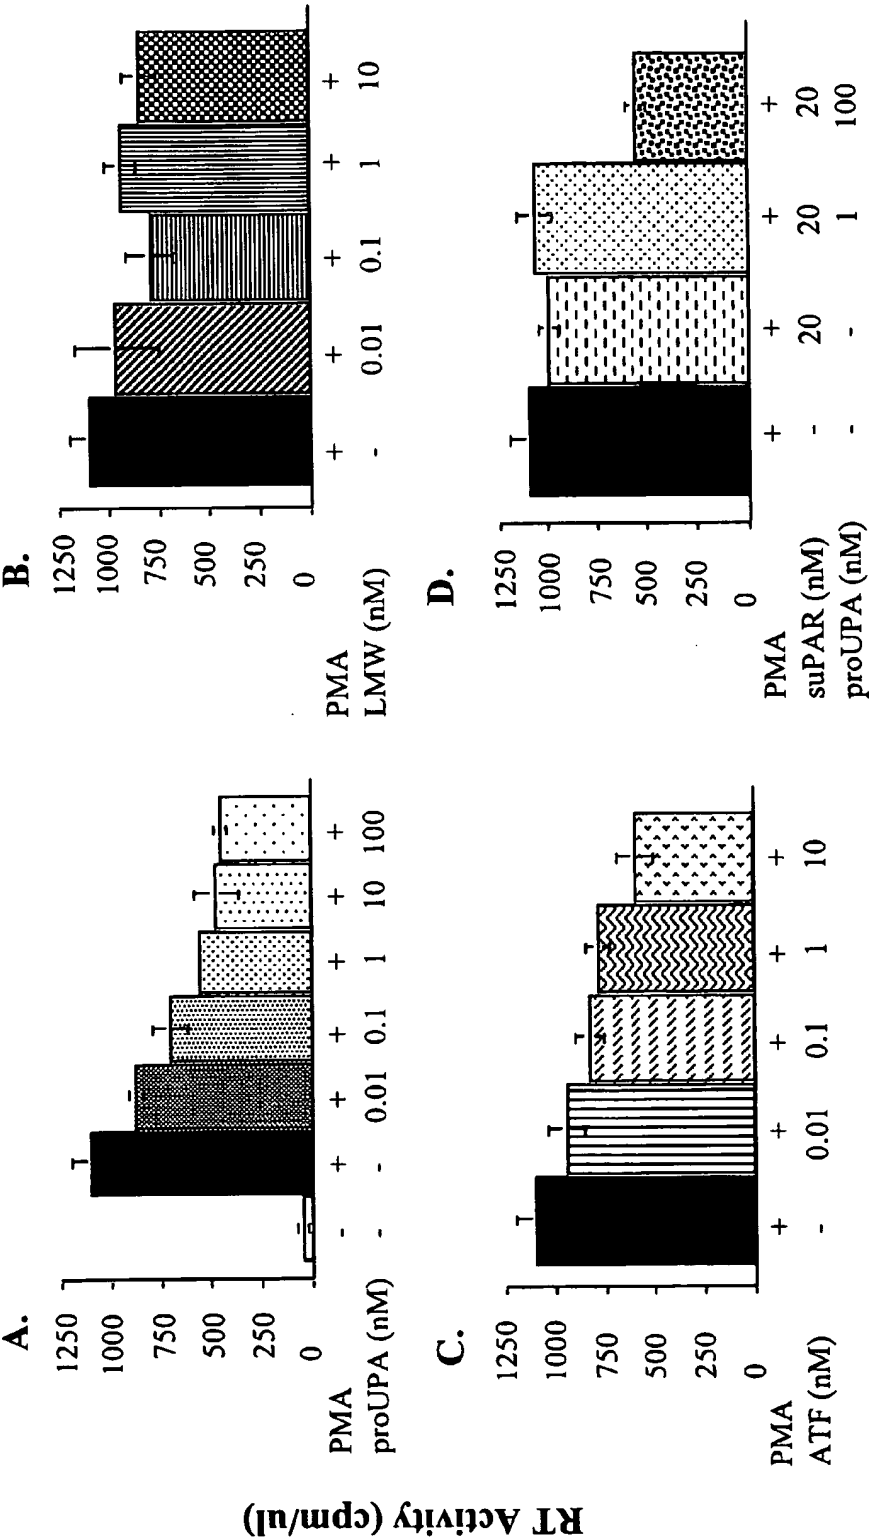 RT Activity (cpm/ul)
A.
1250
1000
750
500
250
0
PMA - + + + + + +
proUPA (nM) - - 0.01 0.1 1 10 100
B.
1250
1000
750
500
250
0
PMA + + + + +
LMW (nM) - 0.01 0.1 1 10
C.
1250
1000
750
500
250
0
PMA + + + + +
ATF (nM) - 0.01 0.1 1 10
D.
1250
1000
750
500
250
0
PMA + + + +
suPAR (nM) - 20 20 20
proUPA (nM) - - 1 100